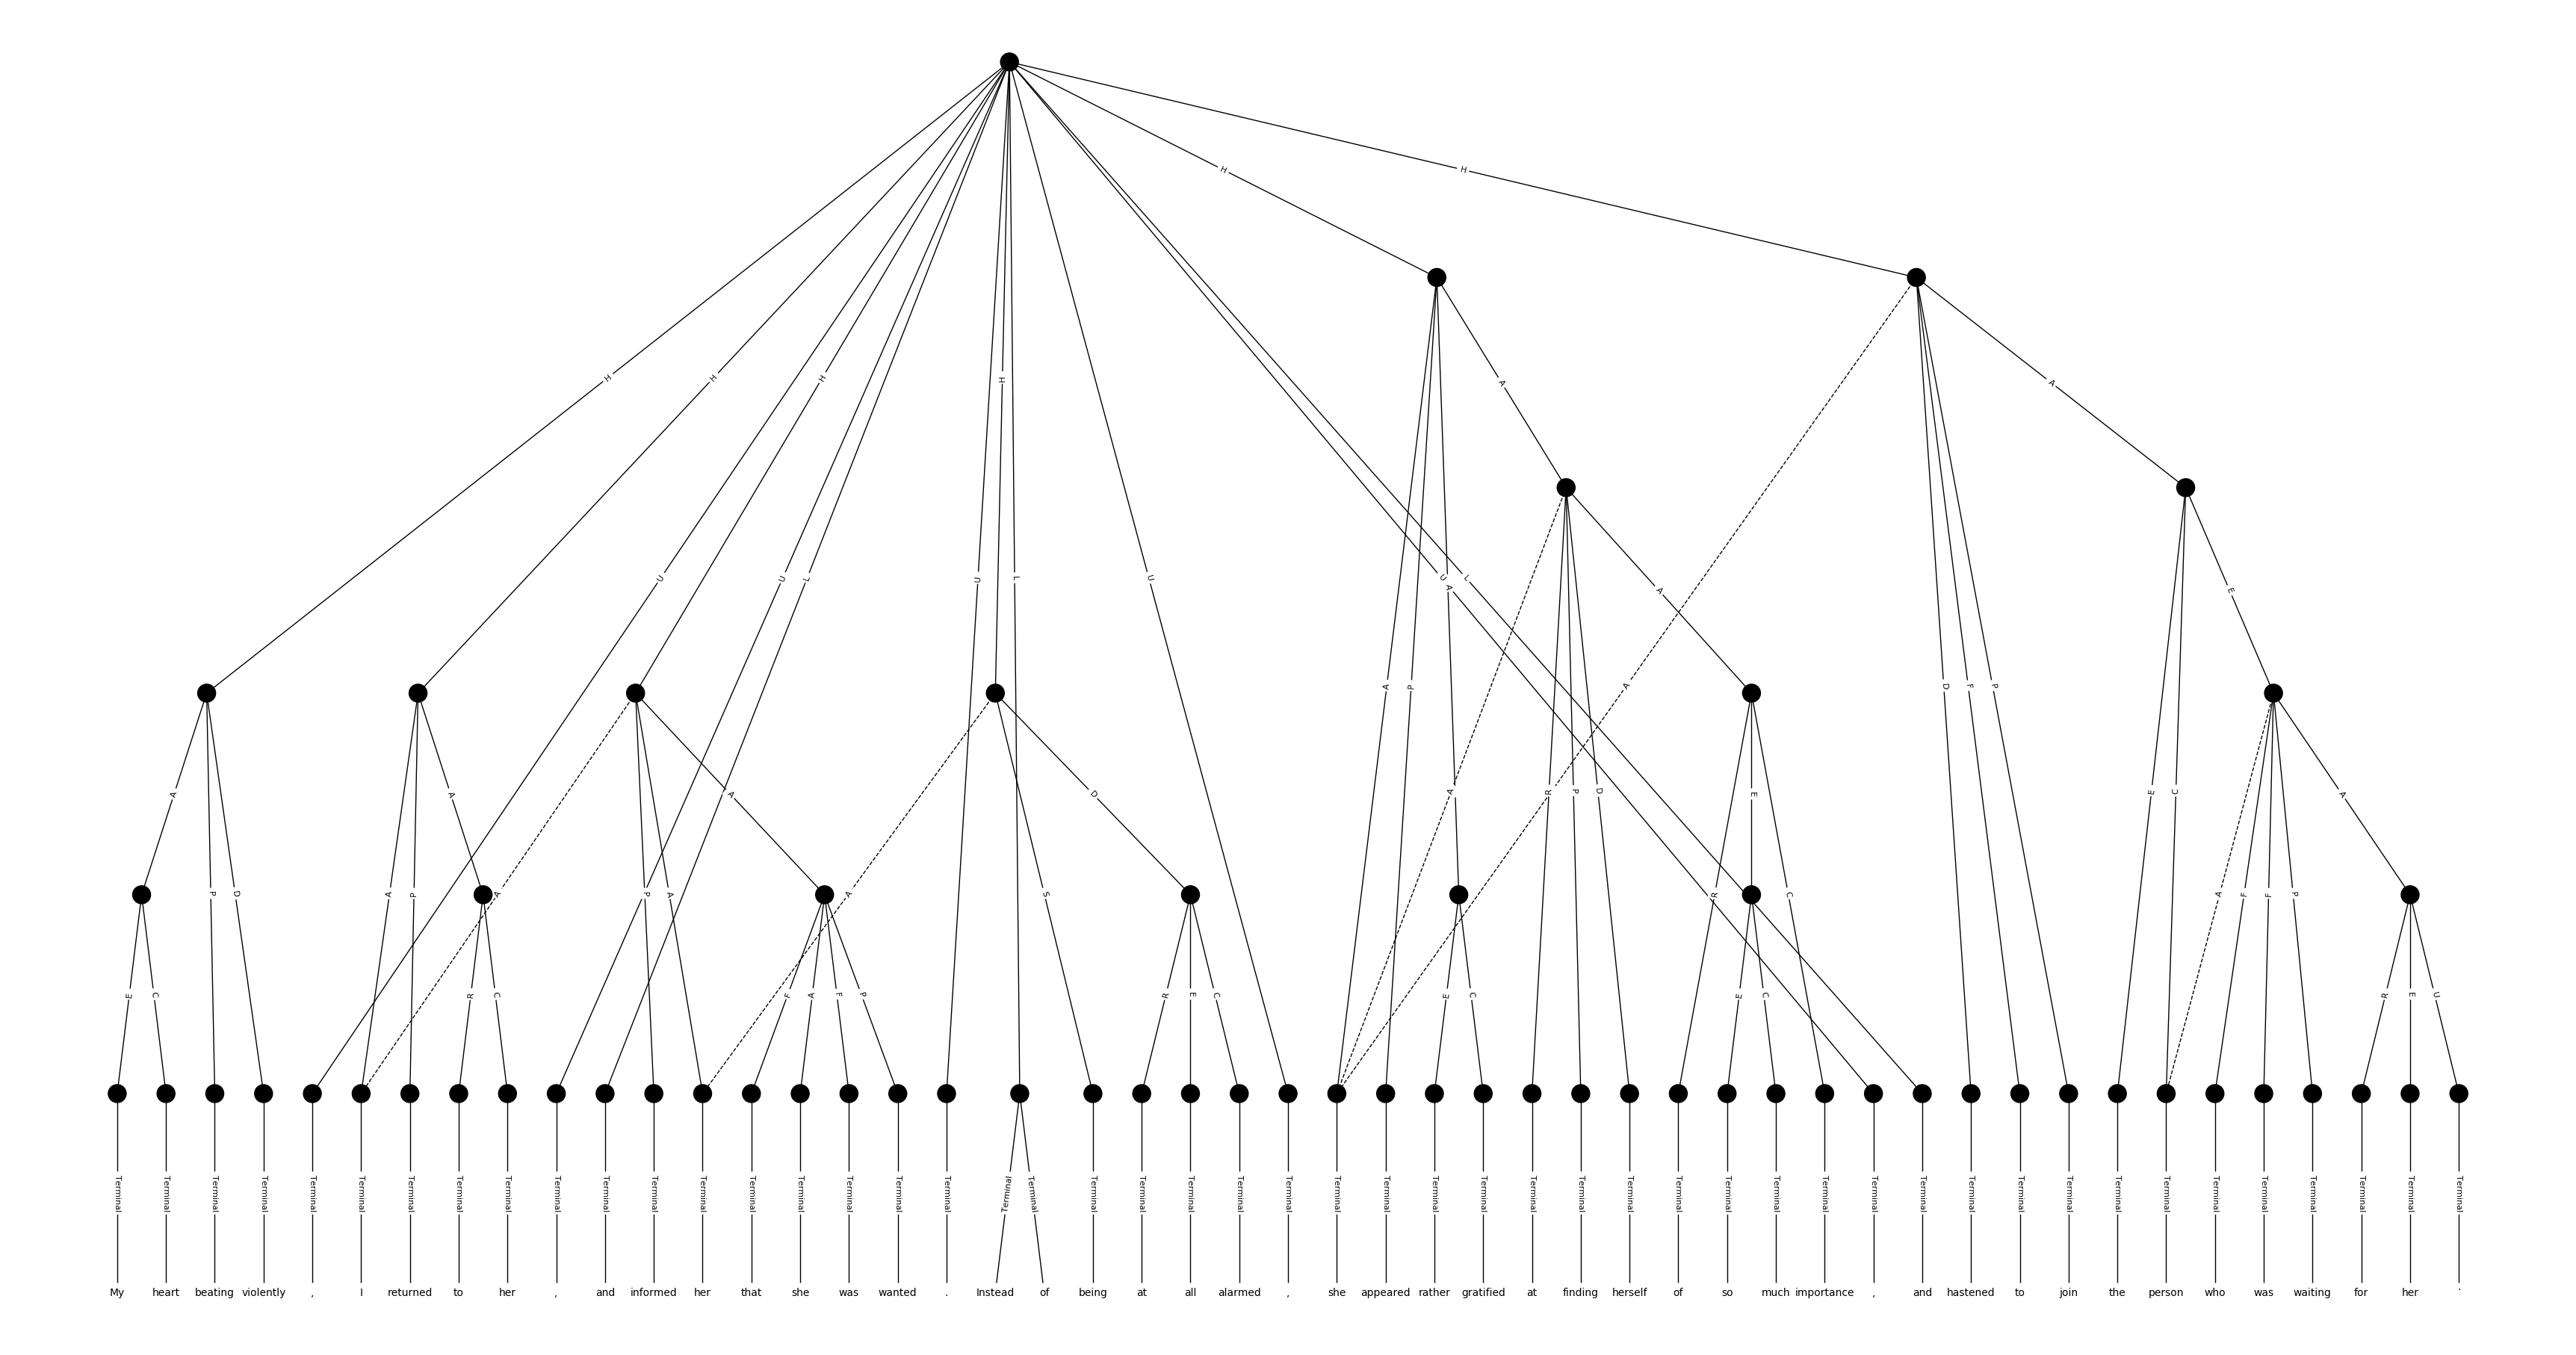 H H
H H H H A A
U U L U L U A L A E
A P A D F P
A A A D A R P D E C
P D A P A A P A A S R E C A F F P
E C R C F A F P R E C E C E C R E U
Terminal Terminal Terminal Terminal Terminal Terminal Terminal Terminal Terminal Terminal Terminal Terminal Terminal Terminal Terminal Terminal Terminal Terminal Terminal Terminal Terminal Terminal Terminal Terminal Terminal Terminal Terminal Terminal Terminal Terminal Terminal Terminal Terminal Terminal Terminal Terminal Terminal Terminal Terminal Terminal Terminal Terminal Terminal Terminal Terminal Terminal Terminal Terminal Terminal
My heart beating violently , I returned to her , and informed her that she was wanted . Instead of being at all alarmed , she appeared rather gratified at finding herself of so much importance , and hastened to join the person who was waiting for her .